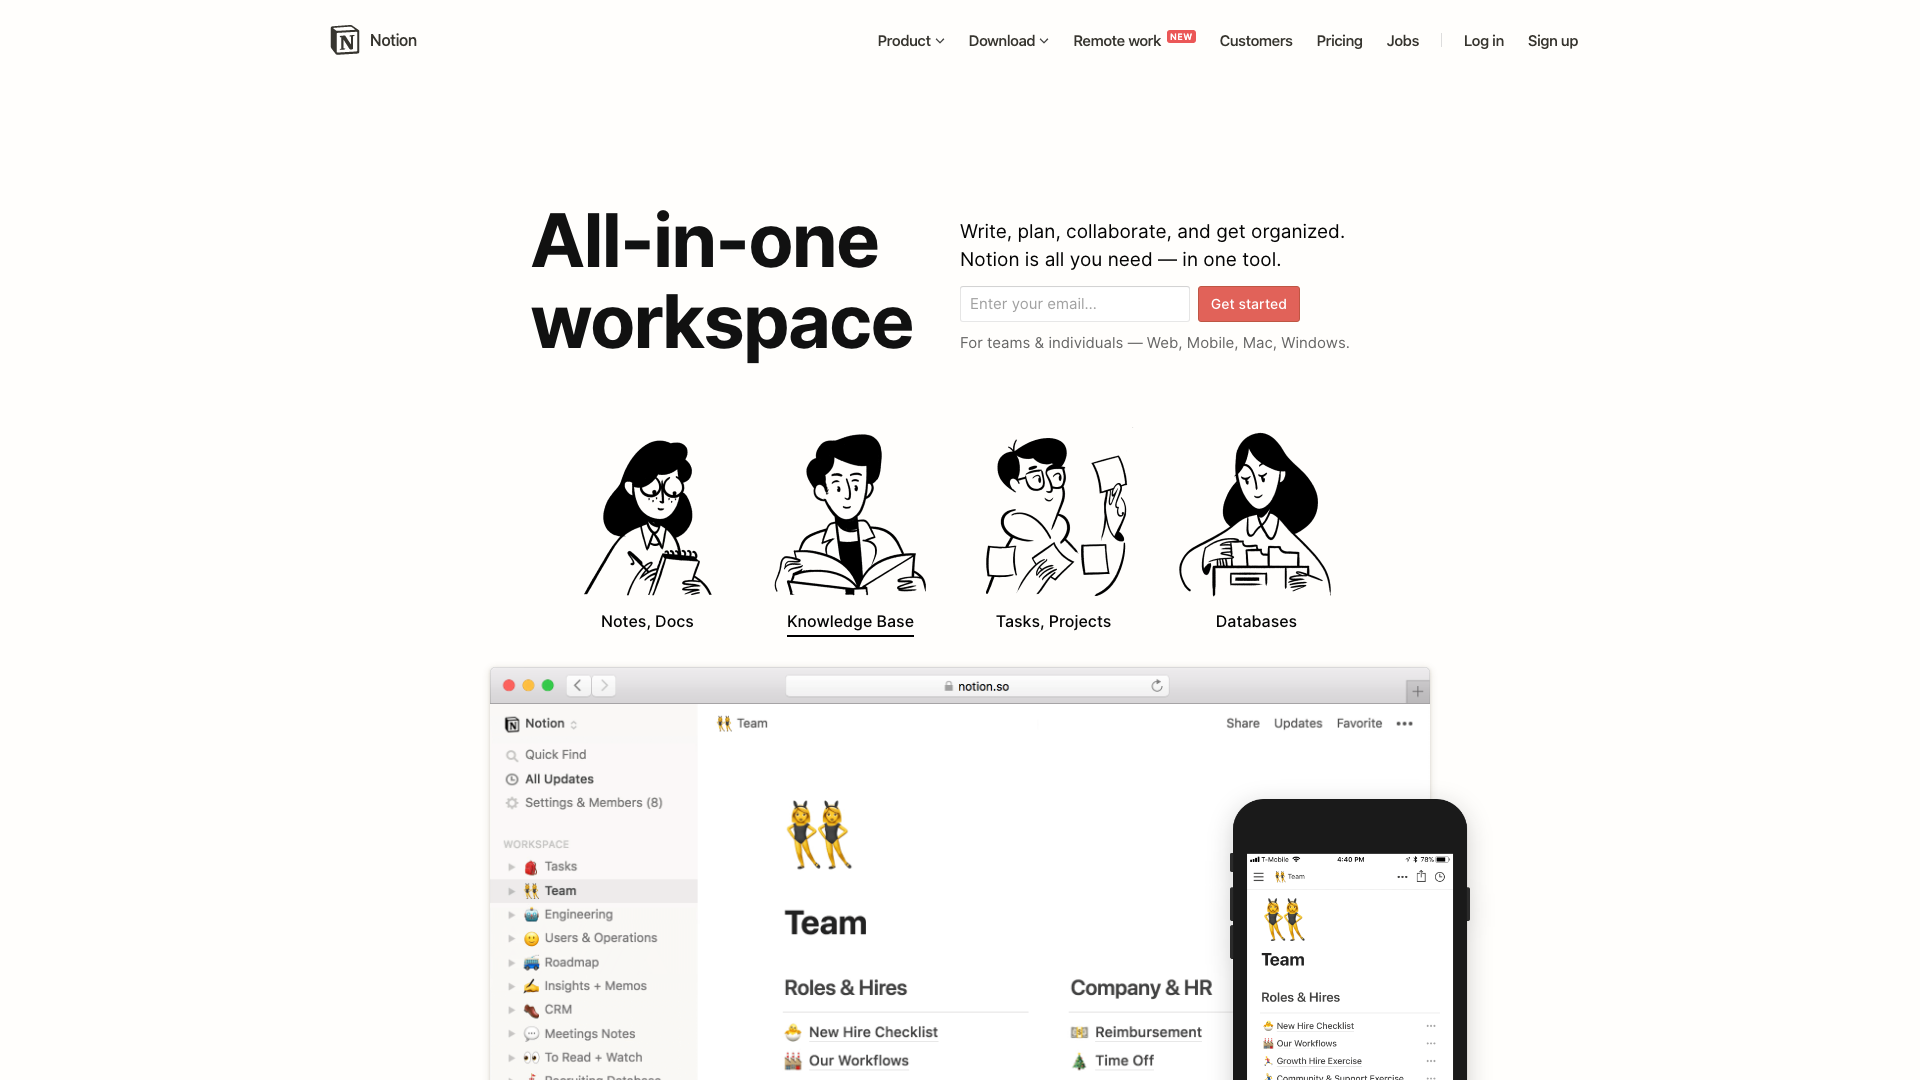 Notion
Product
Download
Remote work NEW
Customers
Pricing
Jobs
Log in
Sign up
All-in-one
workspace
Write, plan, collaborate, and get organized.
Notion is all you need — in one tool.
Enter your email...
Get started
For teams & individuals — Web, Mobile, Mac, Windows.
Notes, Docs
Knowledge Base
Tasks, Projects
Databases
notion.so
Notion
Quick Find
All Updates
Settings & Members (8)
WORKSPACE
Tasks
Team
Engineering
Users & Operations
Roadmap
Insights + Memos
CRM
Meetings Notes
To Read + Watch
Recruiting Database
Team
Share
Updates
Favorite
Team
Roles & Hires
New Hire Checklist
Our Workflows
Company & HR
Reimbursement
Time Off
T-Mobile
4:40 PM
78%
Team
Team
Roles & Hires
New Hire Checklist
Our Workflows
Growth Hire Exercise
Community & Support Exercise